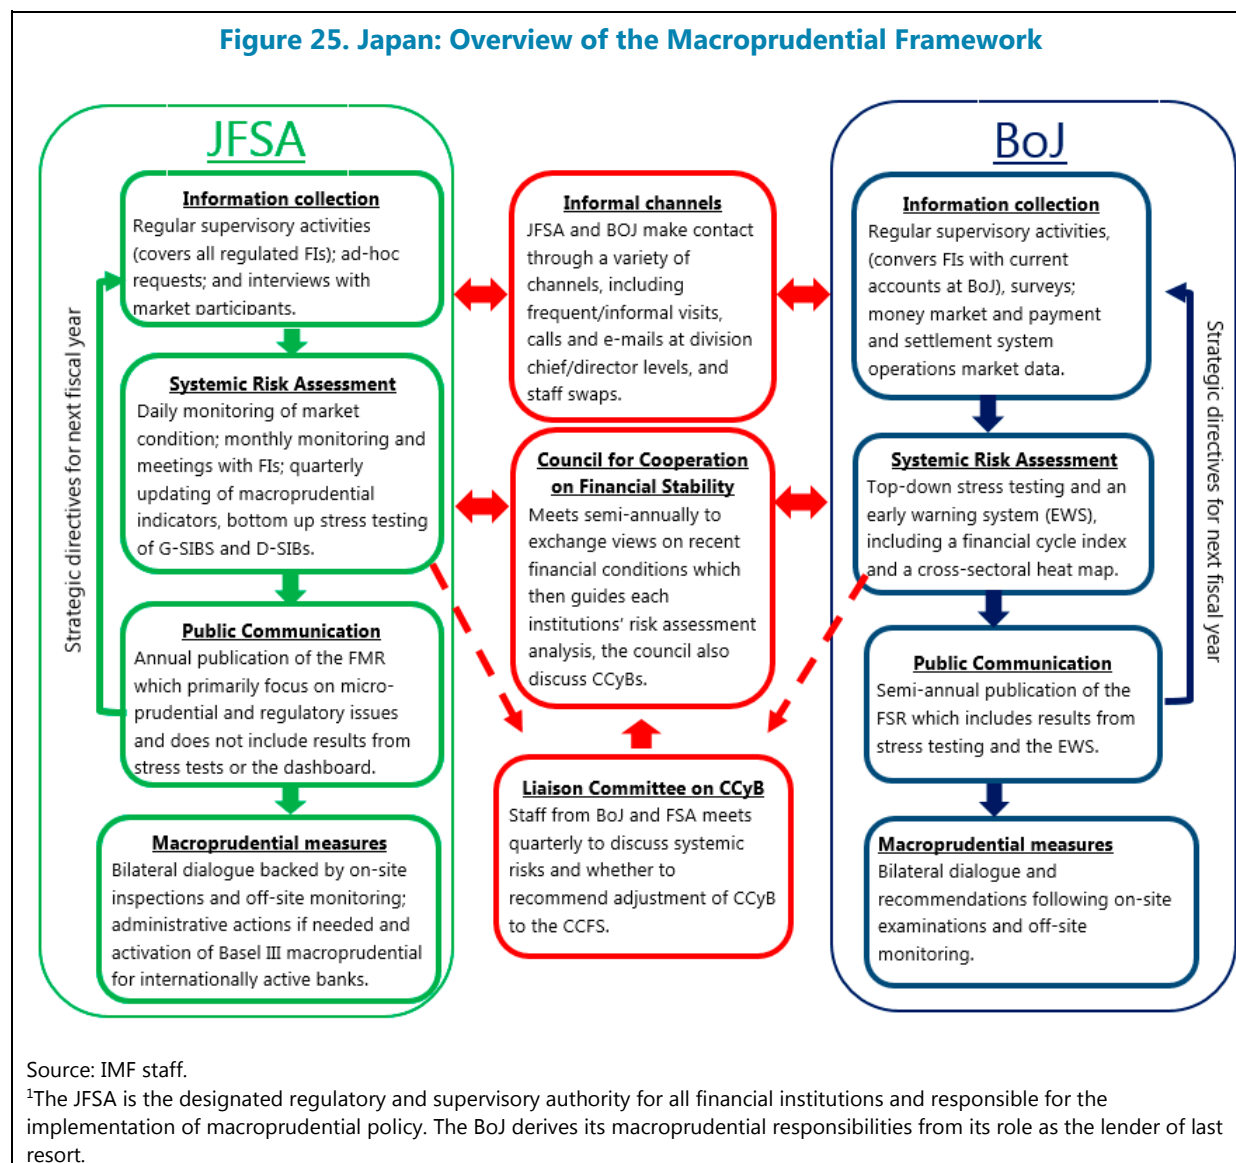 Figure 25. Japan: Overview of the Macroprudential Framework
JFSA
Information collection
Regular supervisory activities
(covers all regulated FIs); ad-hoc
requests; and interviews with
market participants.
Systemic Risk Assessment
Daily monitoring of market
condition; monthly monitoring and
meetings with FIs; quarterly
updating of macroprudential
indicators, bottom up stress testing
of G-SIBS and D-SIBs.
Public Communication
Annual publication of the FMR
which primarily focus on micro-
prudential and regulatory issues
and does not include results from
stress tests or the dashboard.
Macroprudential measures
Bilateral dialogue backed by on-site
inspections and off-site monitoring;
administrative actions if needed and
activation of Basel III macroprudential
for internationally active banks.
Strategic directives for next fiscal year
Informal channels
JFSA and BOJ make contact
through a variety of
channels, including
frequent/informal visits,
calls and e-mails at division
chief/director levels, and
staff swaps.
Council for Cooperation
on Financial Stability
Meets semi-annually to
exchange views on recent
financial conditions which
then guides each
institutions' risk assessment
analysis, the council also
discuss CCyBs.
Liaison Committee on CCyB
Staff from BoJ and FSA meets
quarterly to discuss systemic
risks and whether to
recommend adjustment of CCyB
to the CCFS.
BoJ
Information collection
Regular supervisory activities,
(convers FIs with current
accounts at BoJ), surveys;
money market and payment
and settlement system
operations market data.
Systemic Risk Assessment
Top-down stress testing and an
early warning system (EWS),
including a financial cycle index
and a cross-sectoral heat map.
Public Communication
Semi-annual publication of the
FSR which includes results from
stress testing and the EWS.
Macroprudential measures
Bilateral dialogue and
recommendations following on-site
examinations and off-site
monitoring.
Strategic directives for next fiscal year
Source: IMF staff.
¹The JFSA is the designated regulatory and supervisory authority for all financial institutions and responsible for the
implementation of macroprudential policy. The BoJ derives its macroprudential responsibilities from its role as the lender of last
resort.